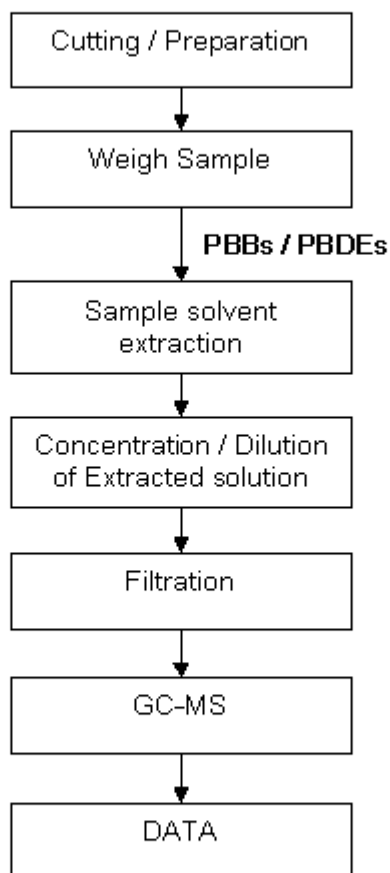 Cutting / Preparation
Weigh Sample
PBBs / PBDEs
Sample solvent
extraction
Concentration / Dilution
of Extracted solution
Filtration
GC-MS
DATA